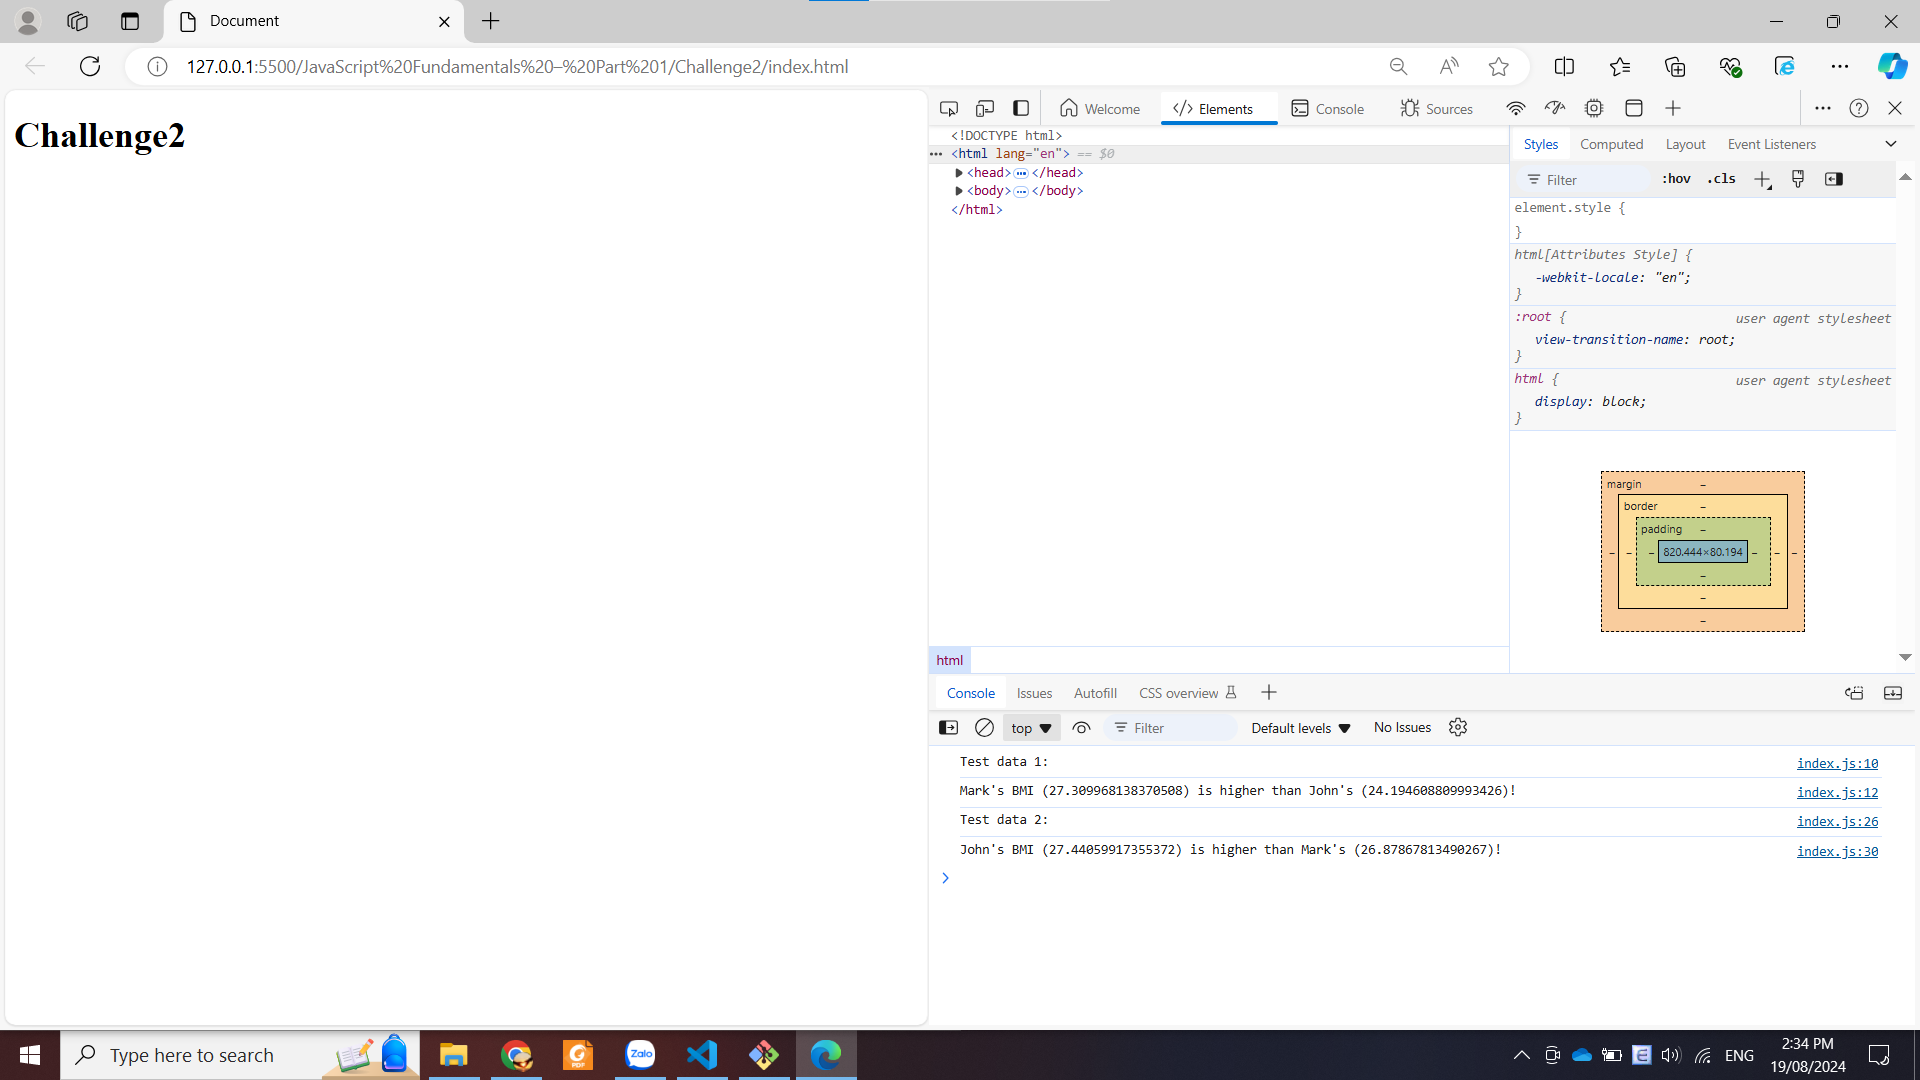 Document
127.0.0.1:5500/JavaScript%20Fundamentals%20–%20Part%201/Challenge2/index.html
Challenge2
Welcome
Elements
Console
Sources
<!DOCTYPE html>
<html lang="en"> == $0
<head> </head>
<body> </body>
</html>
html
Styles
Computed
Layout
Event Listeners
Filter
:hov
.cls
element.style {
}
html[Attributes Style] {
-webkit-locale: "en";
}
:root {
user agent stylesheet
view-transition-name: root;
}
html {
user agent stylesheet
display: block;
}
margin
–
border
–
padding
–
– – – 820.444×80.194 – – –
–
–
–
Console
Issues
Autofill
CSS overview
top
Filter
Default levels
No Issues
Test data 1:
index.js:10
Mark's BMI (27.309968138370508) is higher than John's (24.194608809993426)!
index.js:12
Test data 2:
index.js:26
John's BMI (27.44059917355372) is higher than Mark's (26.87867813490267)!
index.js:30
Type here to search
PDF
Zalo
ENG
2:34 PM
19/08/2024